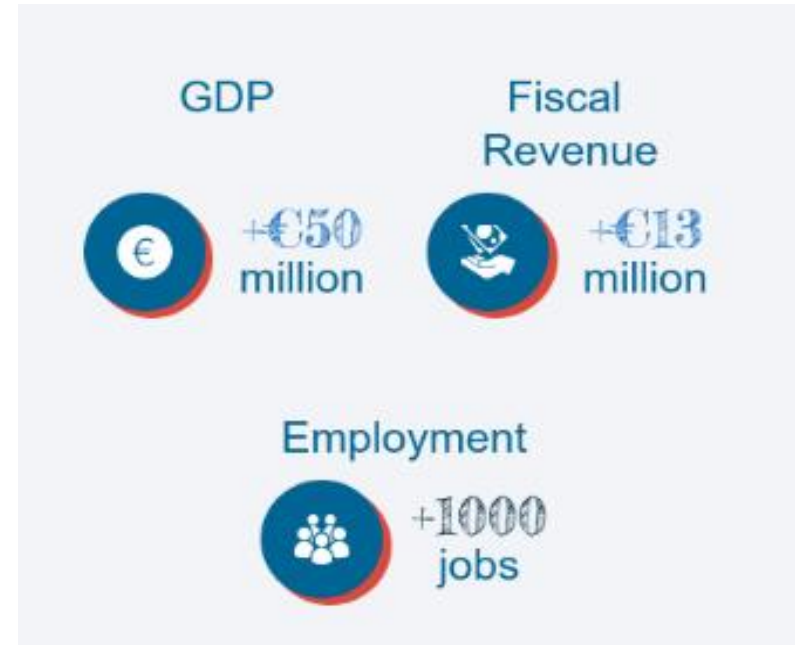 GDP
Fiscal
Revenue
€
+€50
million
+€13
million
Employment
+1000
jobs